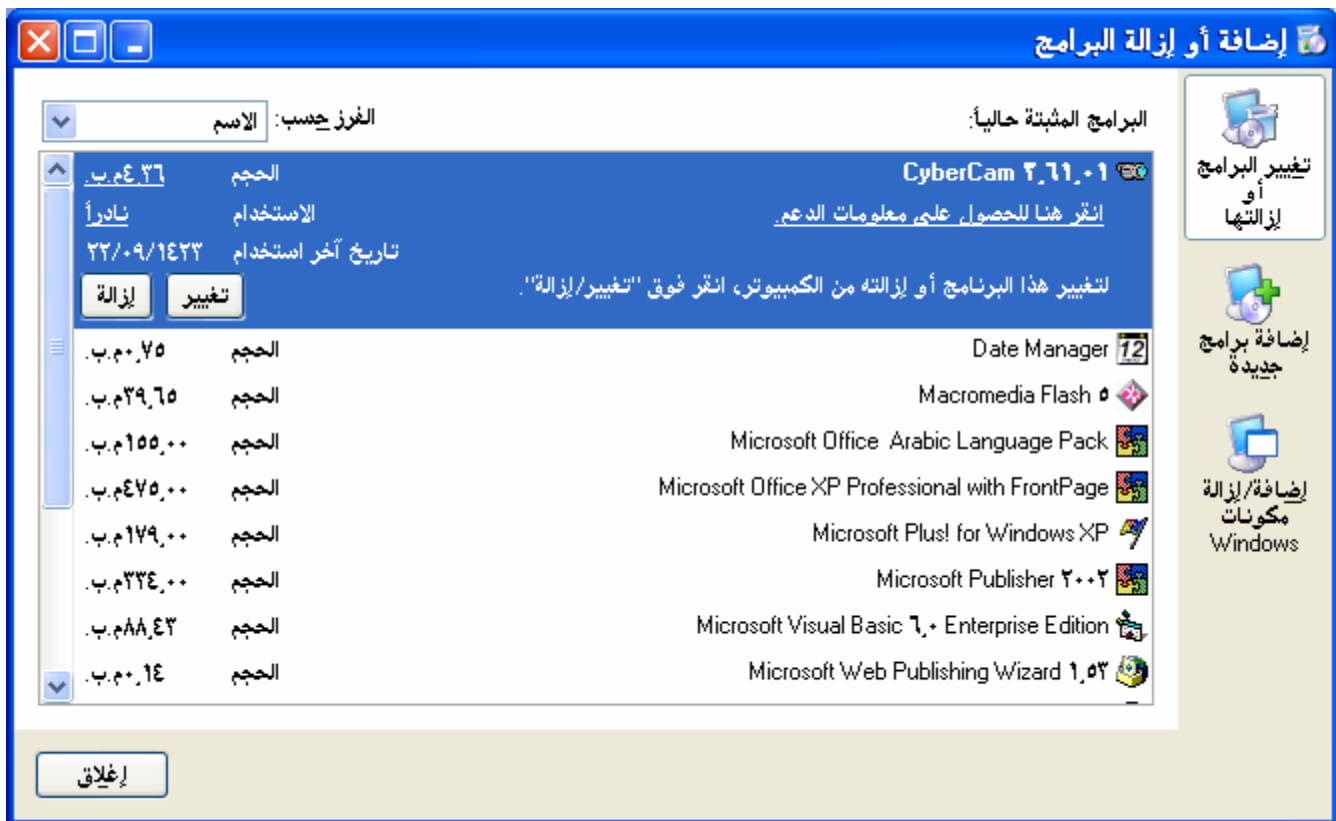 إضافة أو إزالة البرامج
تغيير البرامج
أو
إزالتها
إضافة برامج
جديدة
إضافة/إزالة
مكونات
Windows
البرامج المثبتة حالياً:
الفرز حسب: الاسم
CyberCam ٢,٦١,٠١ الحجم ٤,٣٦م.ب.
انقر هنا للحصول على معلومات الدعم. الاستخدام نادراً
تاريخ آخر استخدام ٢٢/٠٩/١٤٢٣
لتغيير هذا البرنامج أو إزالته من الكمبيوتر، انقر فوق "تغيير/إزالة". تغيير إزالة
Date Manager الحجم ٠,٧٥م.ب.
Macromedia Flash ٥ الحجم ٣٩,٦٥م.ب.
Microsoft Office Arabic Language Pack الحجم ١٥٥,٠٠م.ب.
Microsoft Office XP Professional with FrontPage الحجم ٤٧٥,٠٠م.ب.
Microsoft Plus! for Windows XP الحجم ١٧٩,٠٠م.ب.
Microsoft Publisher ٢٠٠٢ الحجم ٣٣٤,٠٠م.ب.
Microsoft Visual Basic ٦,٠ Enterprise Edition الحجم ٨٨,٤٣م.ب.
Microsoft Web Publishing Wizard ١,٥٣ الحجم ٠,١٤م.ب.
إغلاق